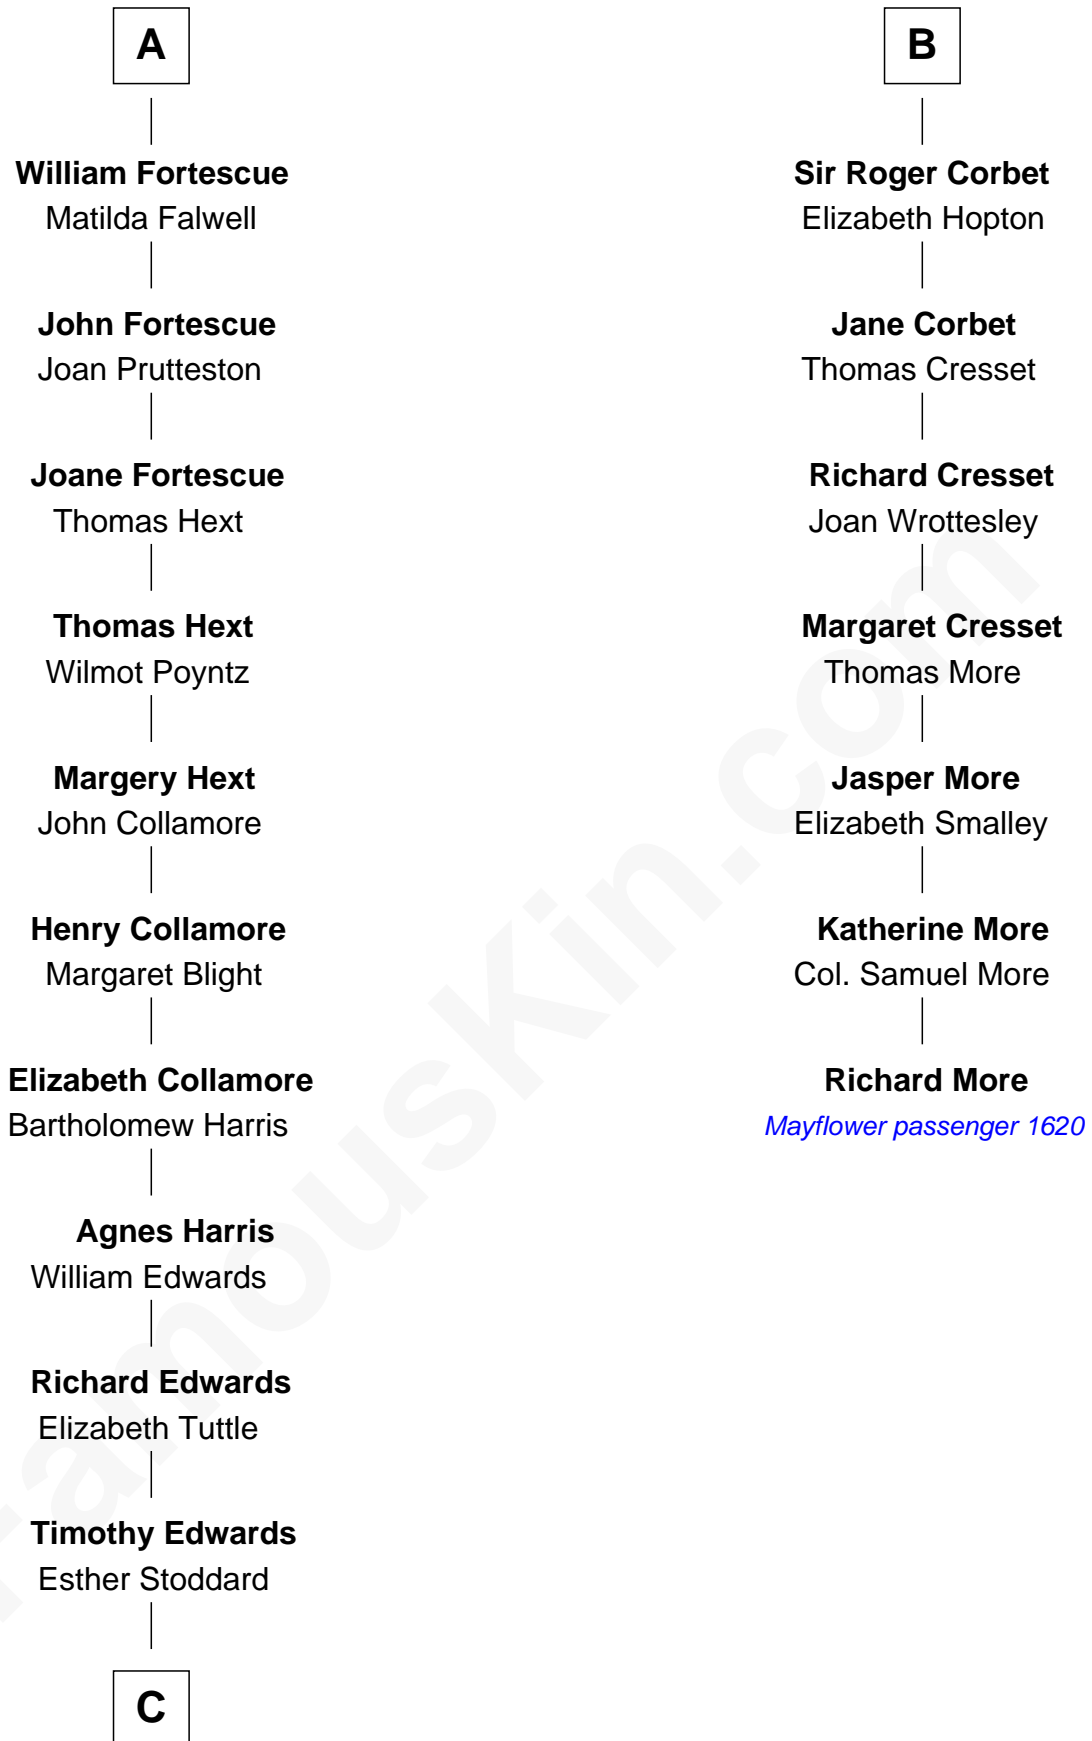 A
William Fortescue
Matilda Falwell
John Fortescue
Joan Prutteston
Joane Fortescue
Thomas Hext
Thomas Hext
Wilmot Poyntz
Margery Hext
John Collamore
Henry Collamore
Margaret Blight
Elizabeth Collamore
Bartholomew Harris
Agnes Harris
William Edwards
Richard Edwards
Elizabeth Tuttle
Timothy Edwards
Esther Stoddard
C
B
Sir Roger Corbet
Elizabeth Hopton
Jane Corbet
Thomas Cresset
Richard Cresset
Joan Wrottesley
Margaret Cresset
Thomas More
Jasper More
Elizabeth Smalley
Katherine More
Col. Samuel More
Richard More
Mayflower passenger 1620
FamousKin.com